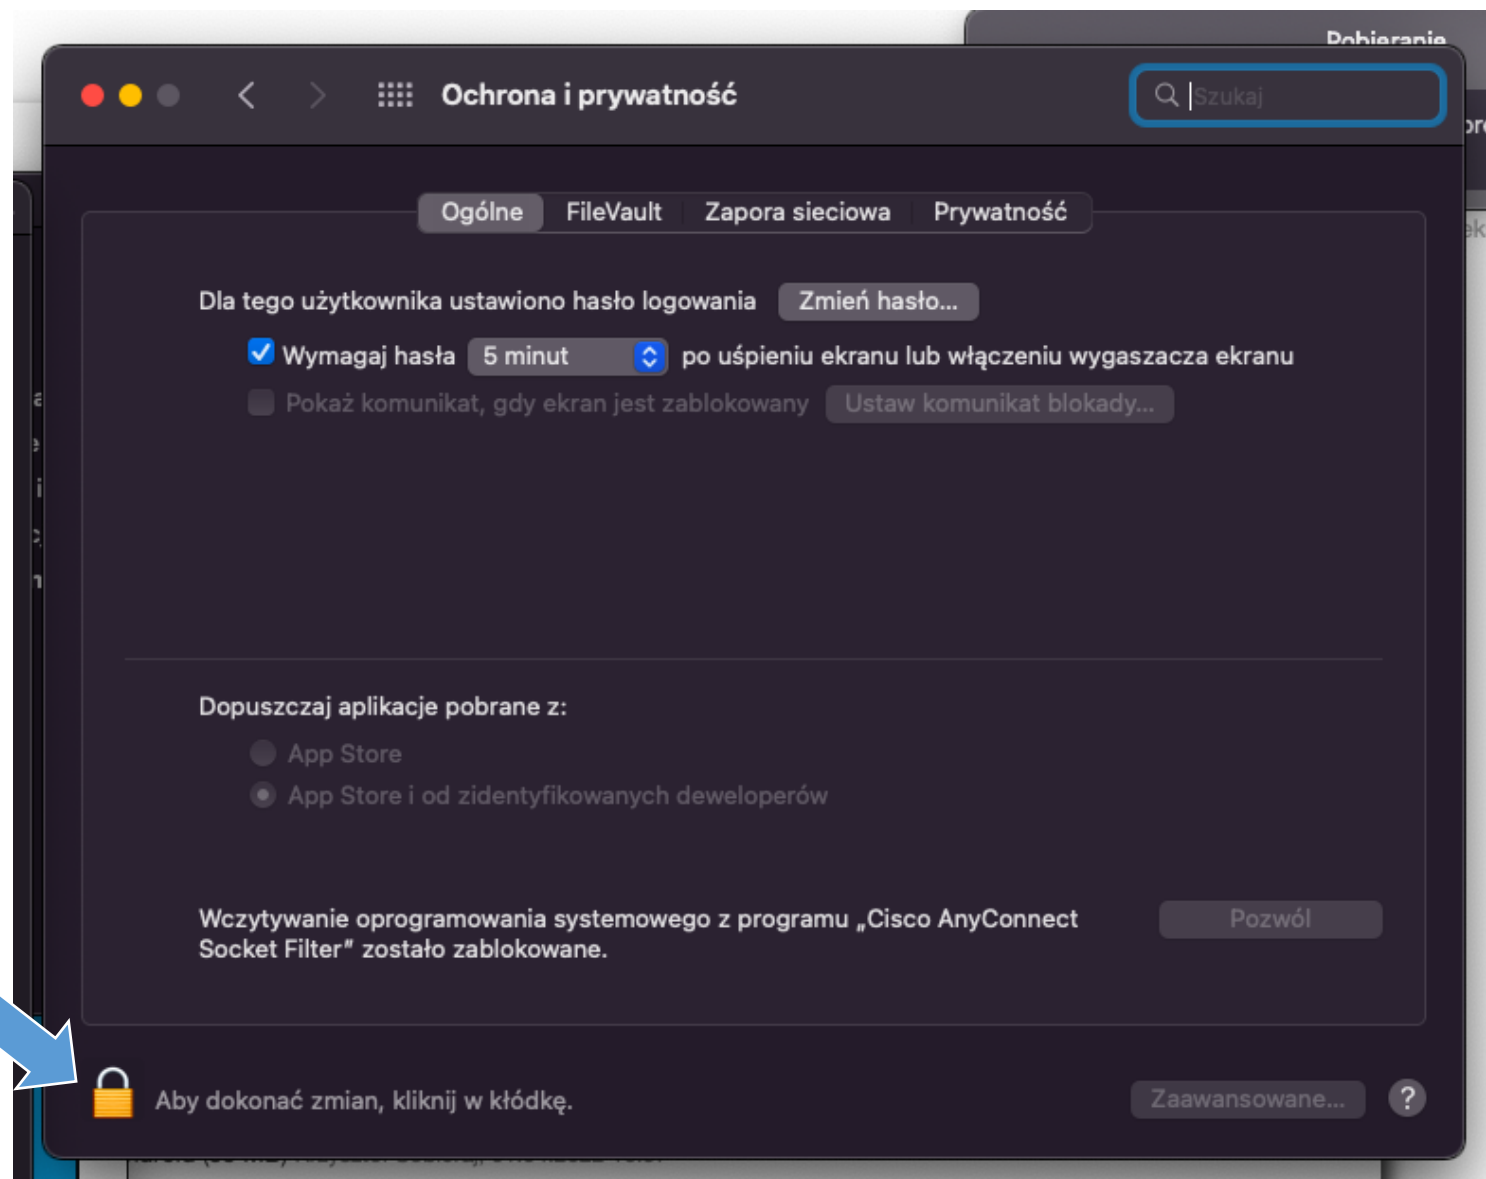 Pobieranie
Ochrona i prywatność
Szukaj
Ogólne FileVault Zapora sieciowa Prywatność
Dla tego użytkownika ustawiono hasło logowania Zmień hasło...
Wymagaj hasła 5 minut po uśpieniu ekranu lub włączeniu wygaszacza ekranu
Pokaż komunikat, gdy ekran jest zablokowany Ustaw komunikat blokady...
Dopuszczaj aplikacje pobrane z:
App Store
App Store i od zidentyfikowanych deweloperów
Wczytywanie oprogramowania systemowego z programu „Cisco AnyConnect
Socket Filter” zostało zablokowane.
Pozwól
Aby dokonać zmian, kliknij w kłódkę.
Zaawansowane... ?